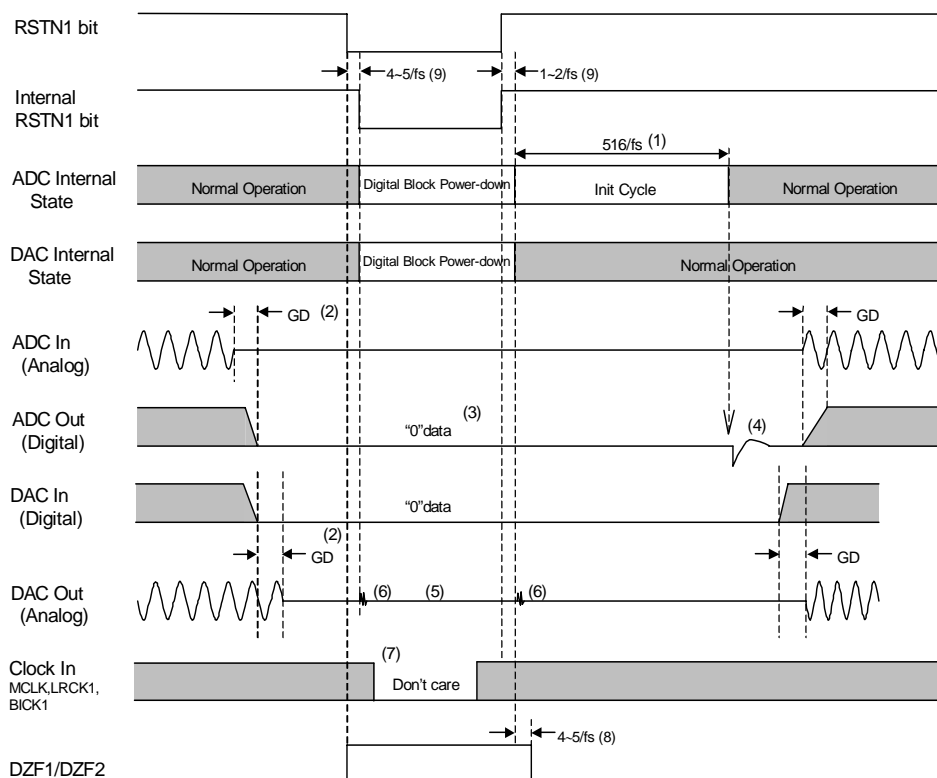 RSTN1 bit
4~5/fs (9)
1~2/fs (9)
Internal
RSTN1 bit
516/fs (1)
ADC Internal
State
Normal Operation
Digital Block Power-down
Init Cycle
Normal Operation
DAC Internal
State
Normal Operation
Digital Block Power-down
Normal Operation
GD (2)
GD
ADC In
(Analog)
ADC Out
(Digital)
“0”data
(3)
(4)
DAC In
(Digital)
“0”data
(2)
GD
GD
DAC Out
(Analog)
(6)
(5)
(6)
Clock In
MCLK,LRCK1,
BICK1
(7)
Don’t care
4~5/fs (8)
DZF1/DZF2